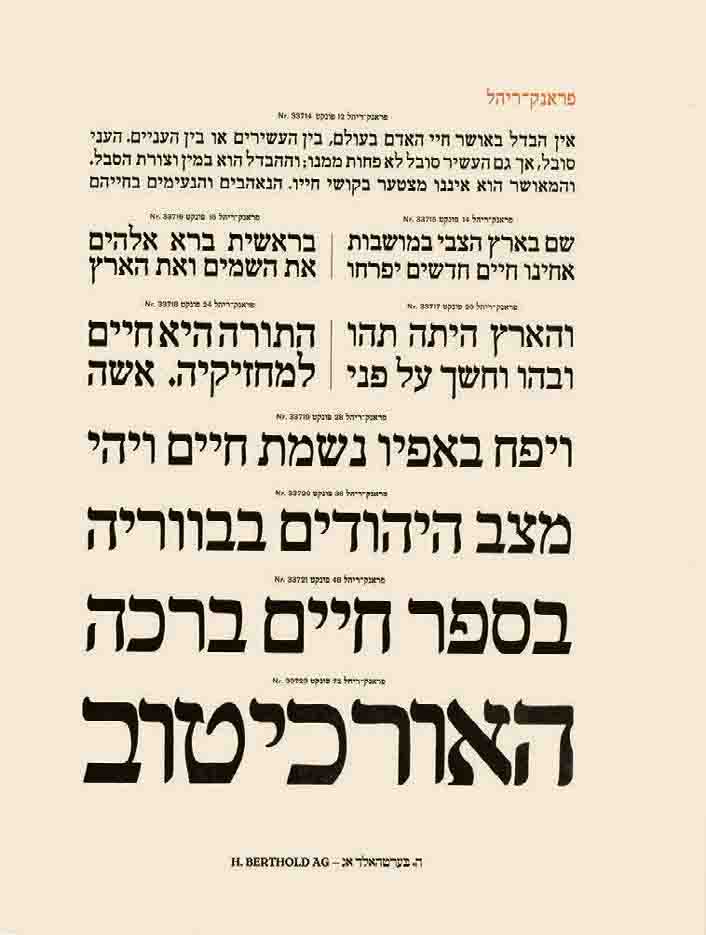 פראנק־ריהל
Nr. 33714 פראנק־ריהל 12 פונקט
אין הבדל באושר חיי האדם בעולם, בין העשירים או בין העניים. העני
סובל, אך גם העשיר סובל לא פחות ממנו; וההבדל הוא במין וצורת הסבל.
והמאושר הוא איננו מצטער בקושי חייו. הנאהבים והנעימים בחייהם
Nr. 33715 פראנק־ריהל 14 פונקט
שם בארץ הצבי במושבות
אחינו חיים חדשים יפרחו
Nr. 33716 פראנק־ריהל 16 פונקט
בראשית ברא אלהים
את השמים ואת הארץ
Nr. 33717 פראנק־ריהל 20 פונקט
והארץ היתה תהו
ובהו וחשך על פני
Nr. 33718 פראנק־ריהל 24 פונקט
התורה היא חיים
למחזיקיה. אשה
Nr. 33719 פראנק־ריהל 28 פונקט
ויפח באפיו נשמת חיים ויהי
Nr. 33720 פראנק־ריהל 36 פונקט
מצב היהודים בבווריה
Nr. 33721 פראנק־ריהל 48 פונקט
בספר חיים ברכה
פראנק־ריהל 72 פונקט
האורכיטוב
ה. בערטהאלד אג – H. BERTHOLD AG